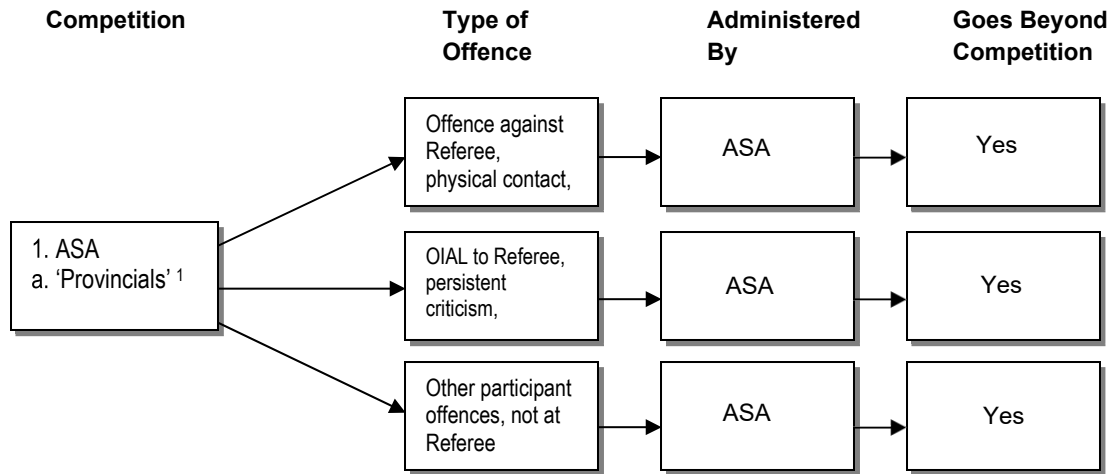 Competition
Type of
Offence
Administered
By
Goes Beyond
Competition
1. ASA
a. ‘Provincials’ ¹
Offence against
Referee,
physical contact,
ASA
Yes
OIAL to Referee,
persistent
criticism,
ASA
Yes
Other participant
offences, not at
Referee
ASA
Yes